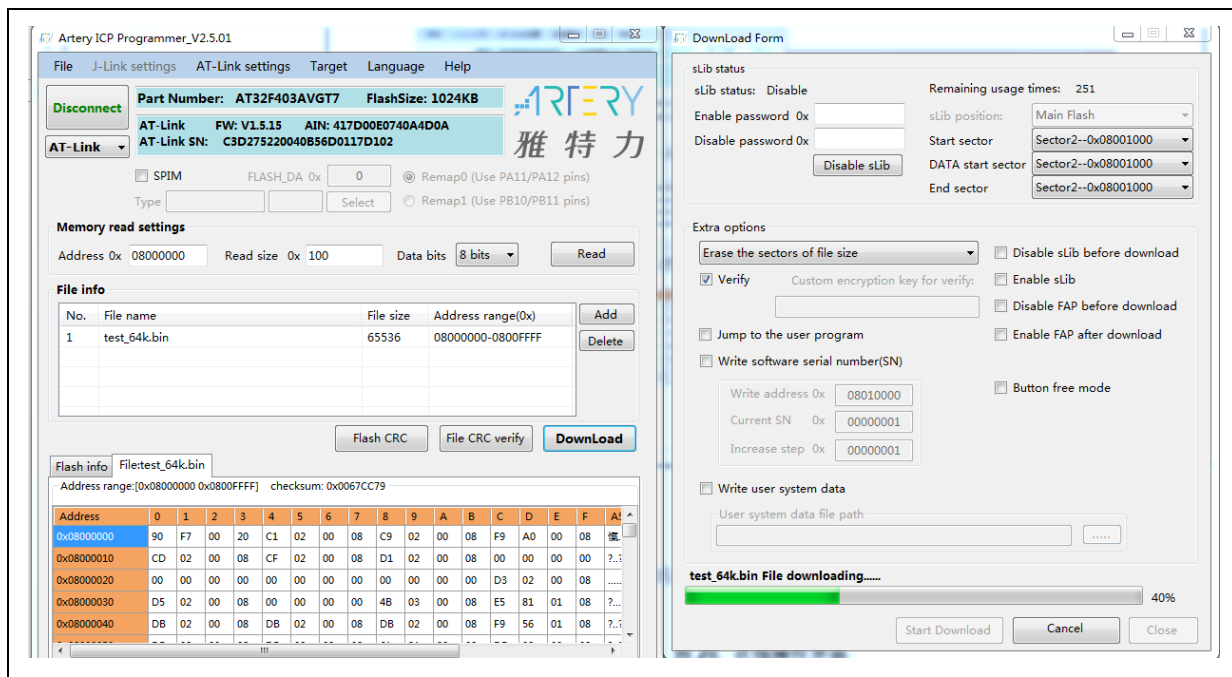 Artery ICP Programmer_V2.5.01
File J-Link settings AT-Link settings Target Language Help
Disconnect
Part Number: AT32F403AVGT7 FlashSize: 1024KB
AT-Link FW: V1.5.15 AIN: 417D00E0740A4D0A
AT-Link SN: C3D275220040B56D0117D102
AT-Link
ARTERY
雅特力
SPIM FLASH_DA 0x 0 Remap0 (Use PA11/PA12 pins)
Type Select Remap1 (Use PB10/PB11 pins)
Memory read settings
Address 0x 08000000 Read size 0x 100 Data bits 8 bits Read
File info
No. File name File size Address range(0x) Add
1 test_64k.bin 65536 08000000-0800FFFF Delete
Flash CRC File CRC verify DownLoad
Flash info File:test_64k.bin
Address range:[0x08000000 0x0800FFFF] checksum: 0x0067CC79
Address 0 1 2 3 4 5 6 7 8 9 A B C D E F
0x08000000 90 F7 00 20 C1 02 00 08 C9 02 00 08 F9 A0 00 08
0x08000010 CD 02 00 08 CF 02 00 08 D1 02 00 08 00 00 00 00 ?..?
0x08000020 00 00 00 00 00 00 00 00 00 00 00 00 D3 02 00 08 .....
0x08000030 D5 02 00 08 00 00 00 00 4B 03 00 08 E5 81 01 08 ?...
0x08000040 DB 02 00 08 DB 02 00 08 DB 02 00 08 F9 56 01 08 ?..?
DownLoad Form
sLib status
sLib status: Disable Remaining usage times: 251
Enable password 0x sLib position: Main Flash
Disable password 0x Start sector Sector2--0x08001000
Disable sLib DATA start sector Sector2--0x08001000
End sector Sector2--0x08001000
Extra options
Erase the sectors of file size Disable sLib before download
Verify Custom encryption key for verify: Enable sLib
Disable FAP before download
Jump to the user program Enable FAP after download
Write software serial number(SN)
Write address 0x 08010000 Button free mode
Current SN 0x 00000001
Increase step 0x 00000001
Write user system data
User system data file path
.....
test_64k.bin File downloading......
40%
Start Download Cancel Close